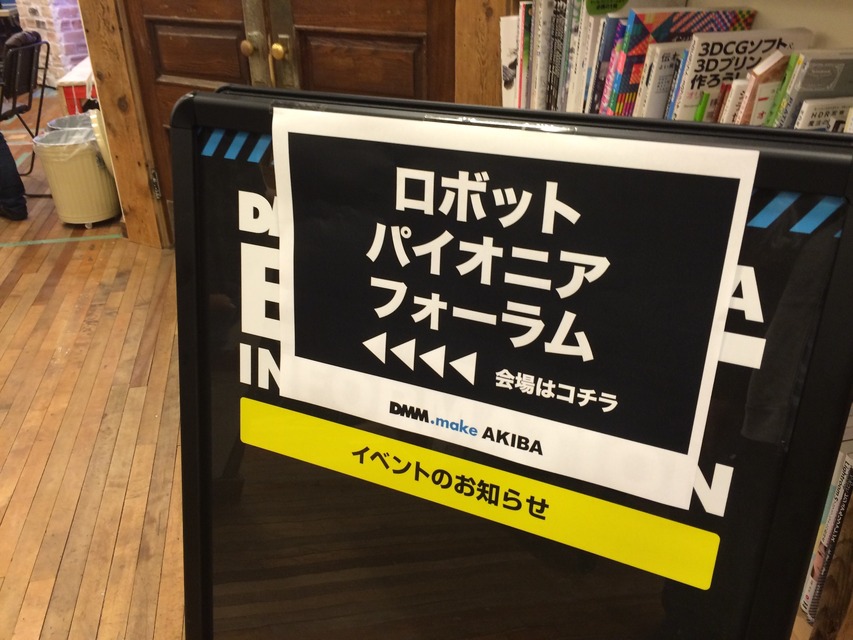 3DCGソフト
3Dプリン
作ろう!
ロボット
パイオニア
フォーラム
会場はコチラ
DMM.make AKIBA
イベントのお知らせ